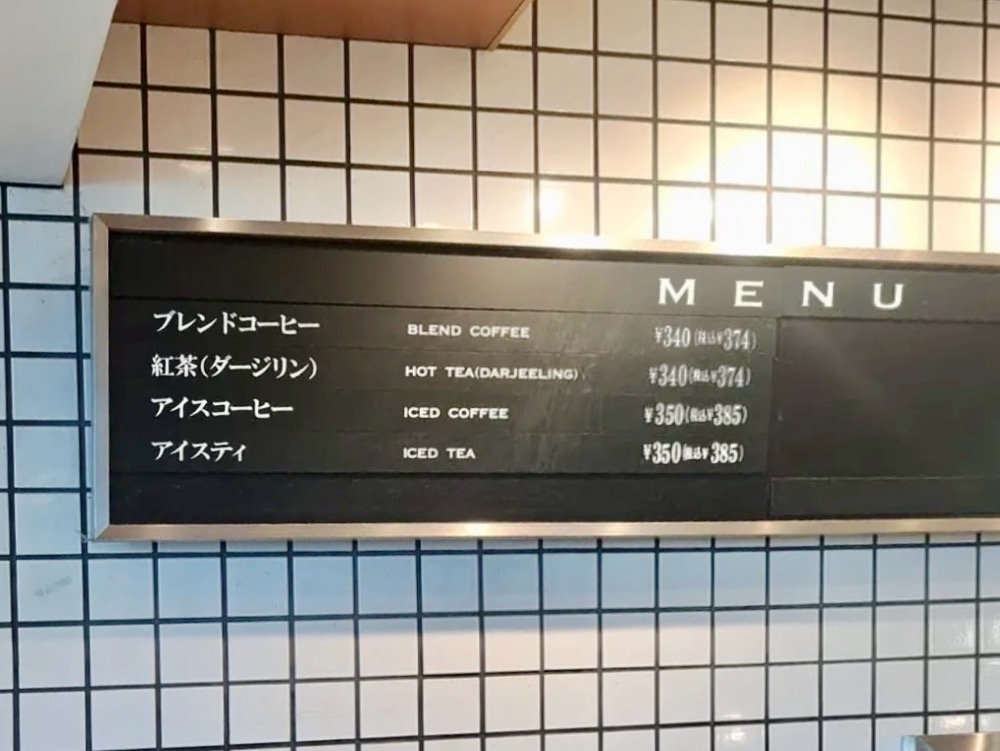 MENU
ブレンドコーヒー BLEND COFFEE ¥340(税込¥374)
紅茶(ダージリン) HOT TEA(DARJEELING) ¥340(税込¥374)
アイスコーヒー ICED COFFEE ¥350(税込¥385)
アイスティ ICED TEA ¥350(税込¥385)